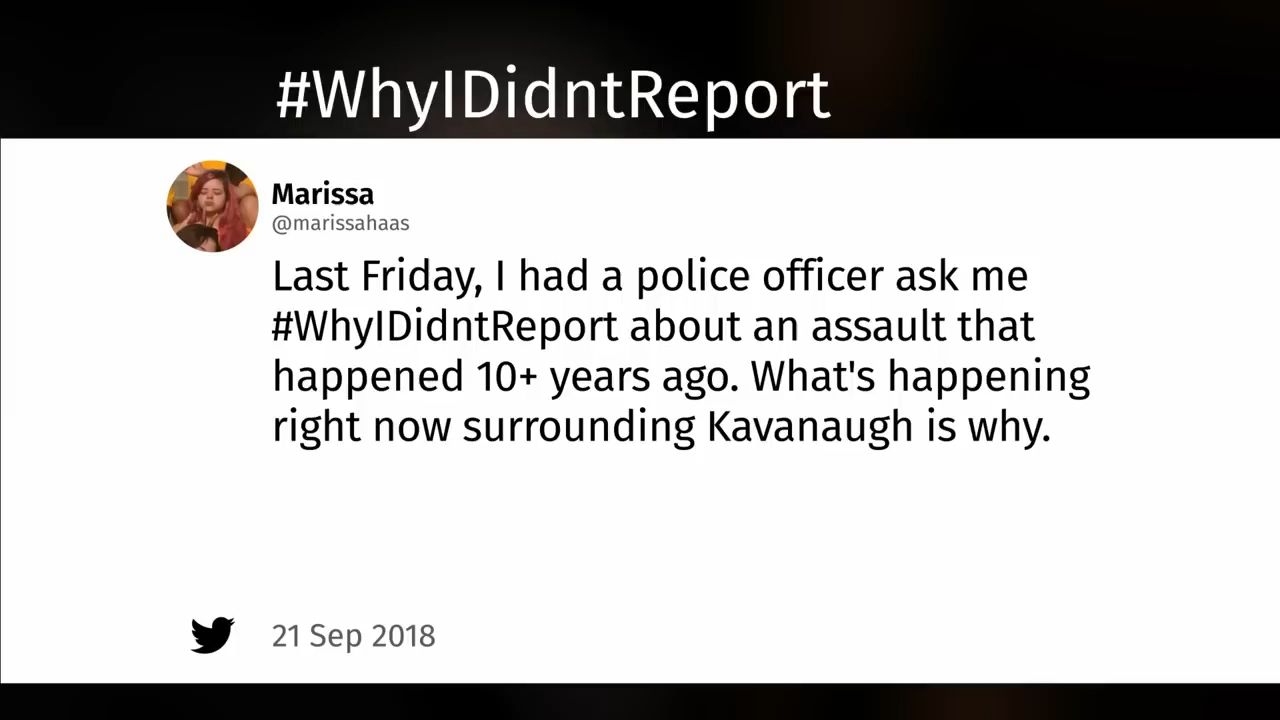 #WhyIDidntReport
Marissa
@marissahaas
Last Friday, I had a police officer ask me
#WhyIDidntReport about an assault that
happened 10+ years ago. What's happening
right now surrounding Kavanaugh is why.
21 Sep 2018